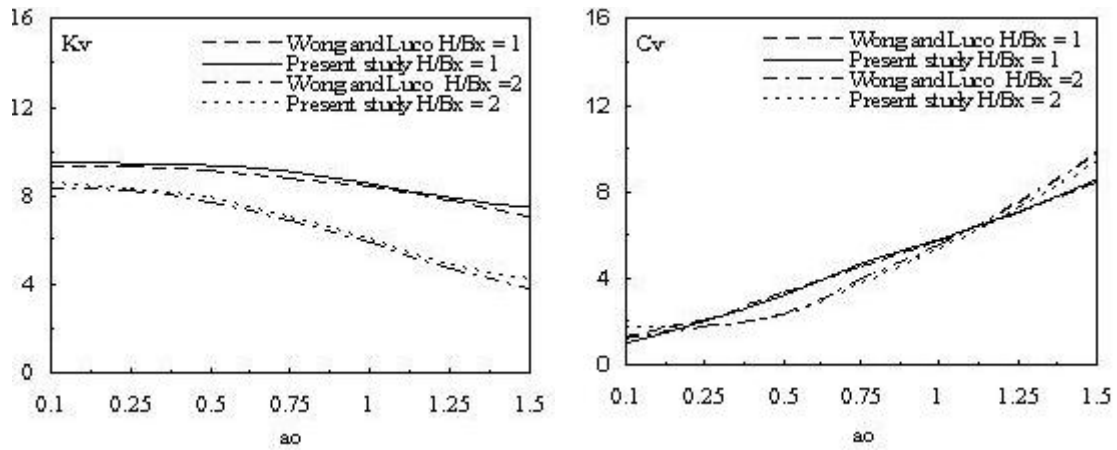 16
Kv
Wong and Luco H/Bx = 1
Present study H/Bx = 1
Wong and Luco H/Bx =2
Present study H/Bx = 2
12
8
4
0
0.1 0.25 0.5 0.75 1 1.25 1.5
ao
16
Cv
Wong and Luco H/Bx = 1
Present study H/Bx = 1
Wong and Luco H/Bx =2
Present study H/Bx = 2
12
8
4
0
0.1 0.25 0.5 0.75 1 1.25 1.5
ao